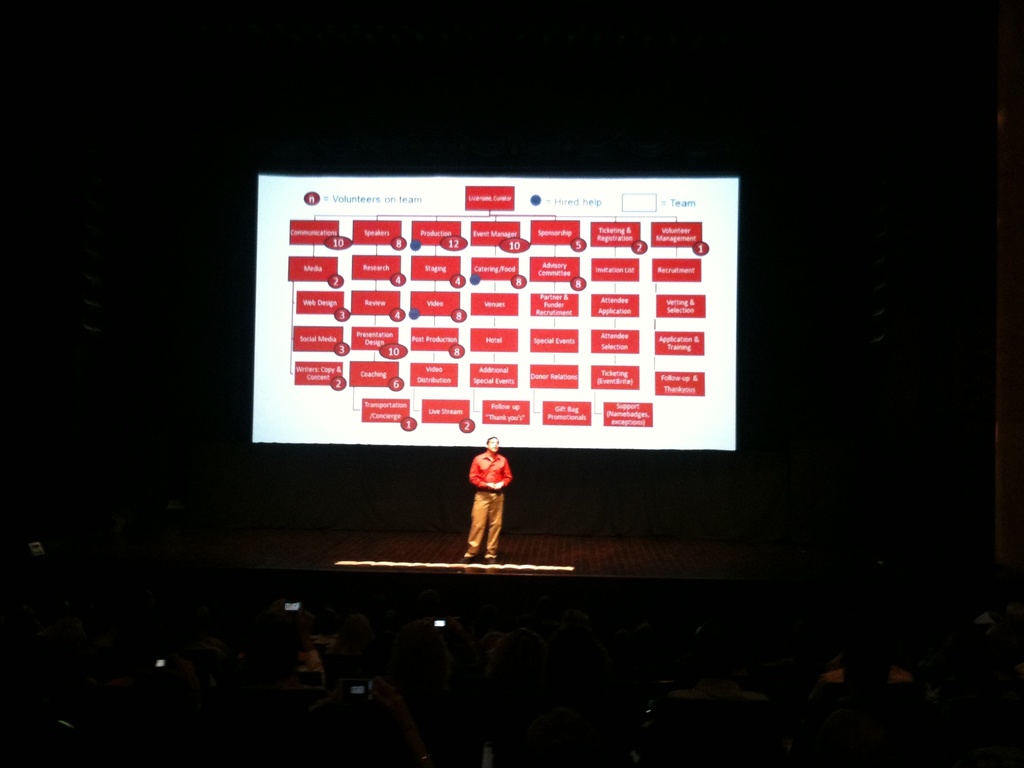 n = Volunteers on team
Licensee, Curator
= Hired help
= Team
Communications 10
Speakers 8
Production 12
Event Manager 10
Sponsorship 5
Ticketing &
Registration 2
Volunteer
Management 1
Media 2
Research 4
Staging 4
Catering/Food 8
Advisory
Committee 8
Invitation List
Recruitment
Web Design 3
Review 4
Video 8
Venues
Partner &
Funder
Recruitment
Attendee
Application
Vetting &
Selection
Social Media 3
Presentation
Design 10
Post Production 8
Hotel
Special Events
Attendee
Selection
Application &
Training
Writers: Copy &
Content 2
Coaching 6
Video
Distribution
Additional
Special Events
Donor Relations
Ticketing
(EventBrite)
Follow-up &
Thankyous
Transportation
/Concierge 1
Live Stream 2
Follow up
"Thank you's"
Gift Bag
Promotionals
Support
(Namebadges,
exceptions)